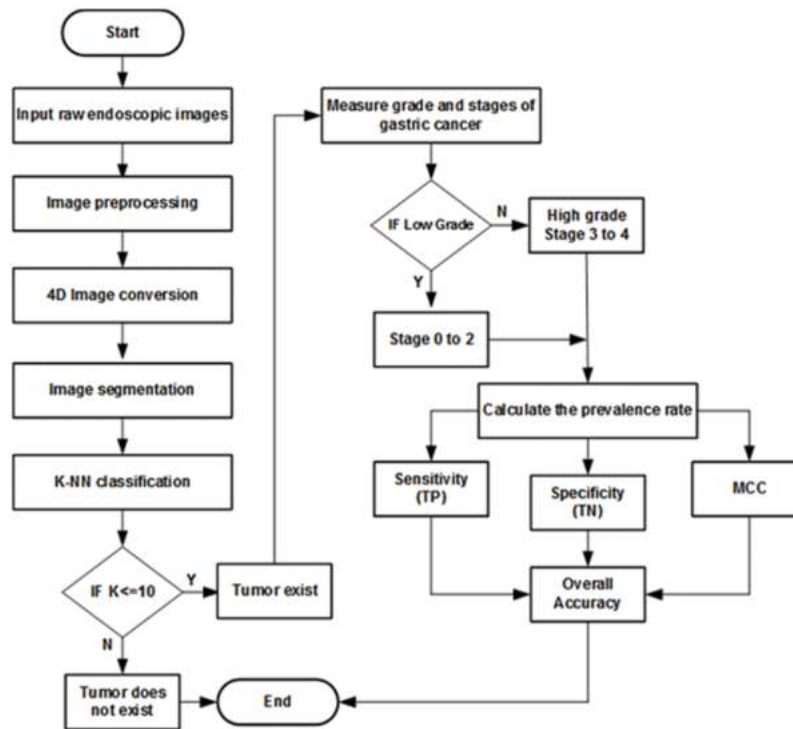 Start
Input raw endoscopic images
Image preprocessing
4D Image conversion
Image segmentation
K-NN classification
IF K<=10
Y
Tumor exist
N
Tumor does
not exist
End
Measure grade and stages of
gastric cancer
IF Low Grade
N
High grade
Stage 3 to 4
Y
Stage 0 to 2
Calculate the prevalence rate
Sensitivity
(TP)
Specificity
(TN)
MCC
Overall
Accuracy